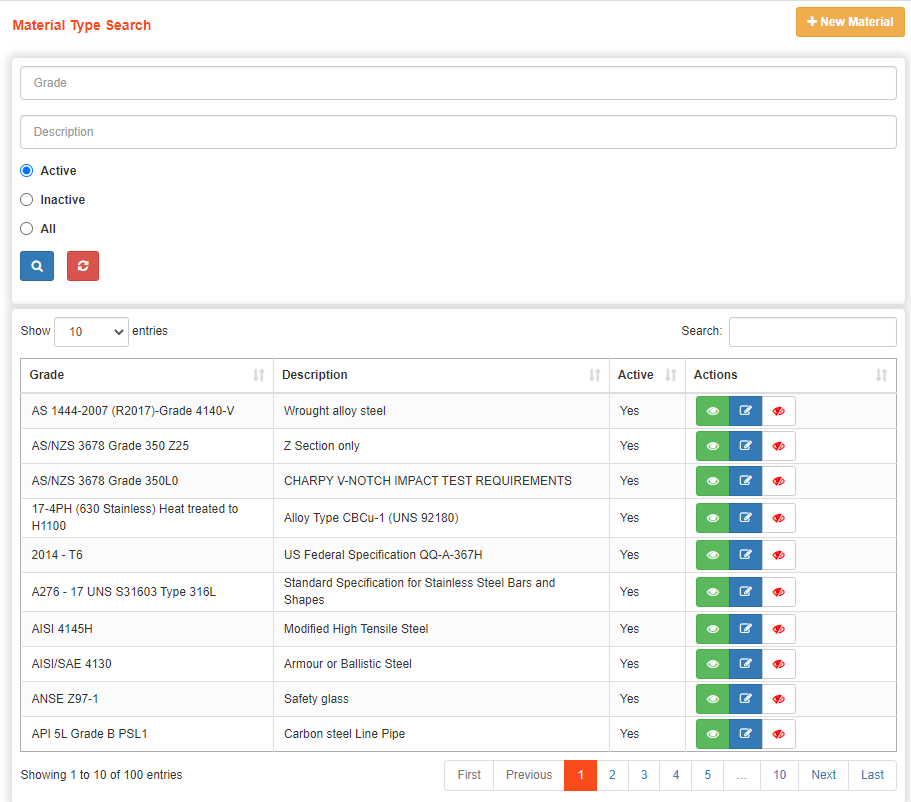 Material Type Search
New Material
Grade
Description
Active
Inactive
All
Show 10 entries
Search:
Grade Description Active Actions
AS 1444-2007 (R2017)-Grade 4140-V Wrought alloy steel Yes
AS/NZS 3678 Grade 350 Z25 Z Section only Yes
AS/NZS 3678 Grade 350L0 CHARPY V-NOTCH IMPACT TEST REQUIREMENTS Yes
17-4PH (630 Stainless) Heat treated to
H1100
Alloy Type CBCu-1 (UNS 92180) Yes
2014 - T6 US Federal Specification QQ-A-367H Yes
A276 - 17 UNS S31603 Type 316L
Standard Specification for Stainless Steel Bars and
Shapes
Yes
AISI 4145H Modified High Tensile Steel Yes
AISI/SAE 4130 Armour or Ballistic Steel Yes
ANSE Z97-1 Safety glass Yes
API 5L Grade B PSL1 Carbon steel Line Pipe Yes
Showing 1 to 10 of 100 entries
First Previous 1 2 3 4 5 ... 10 Next Last